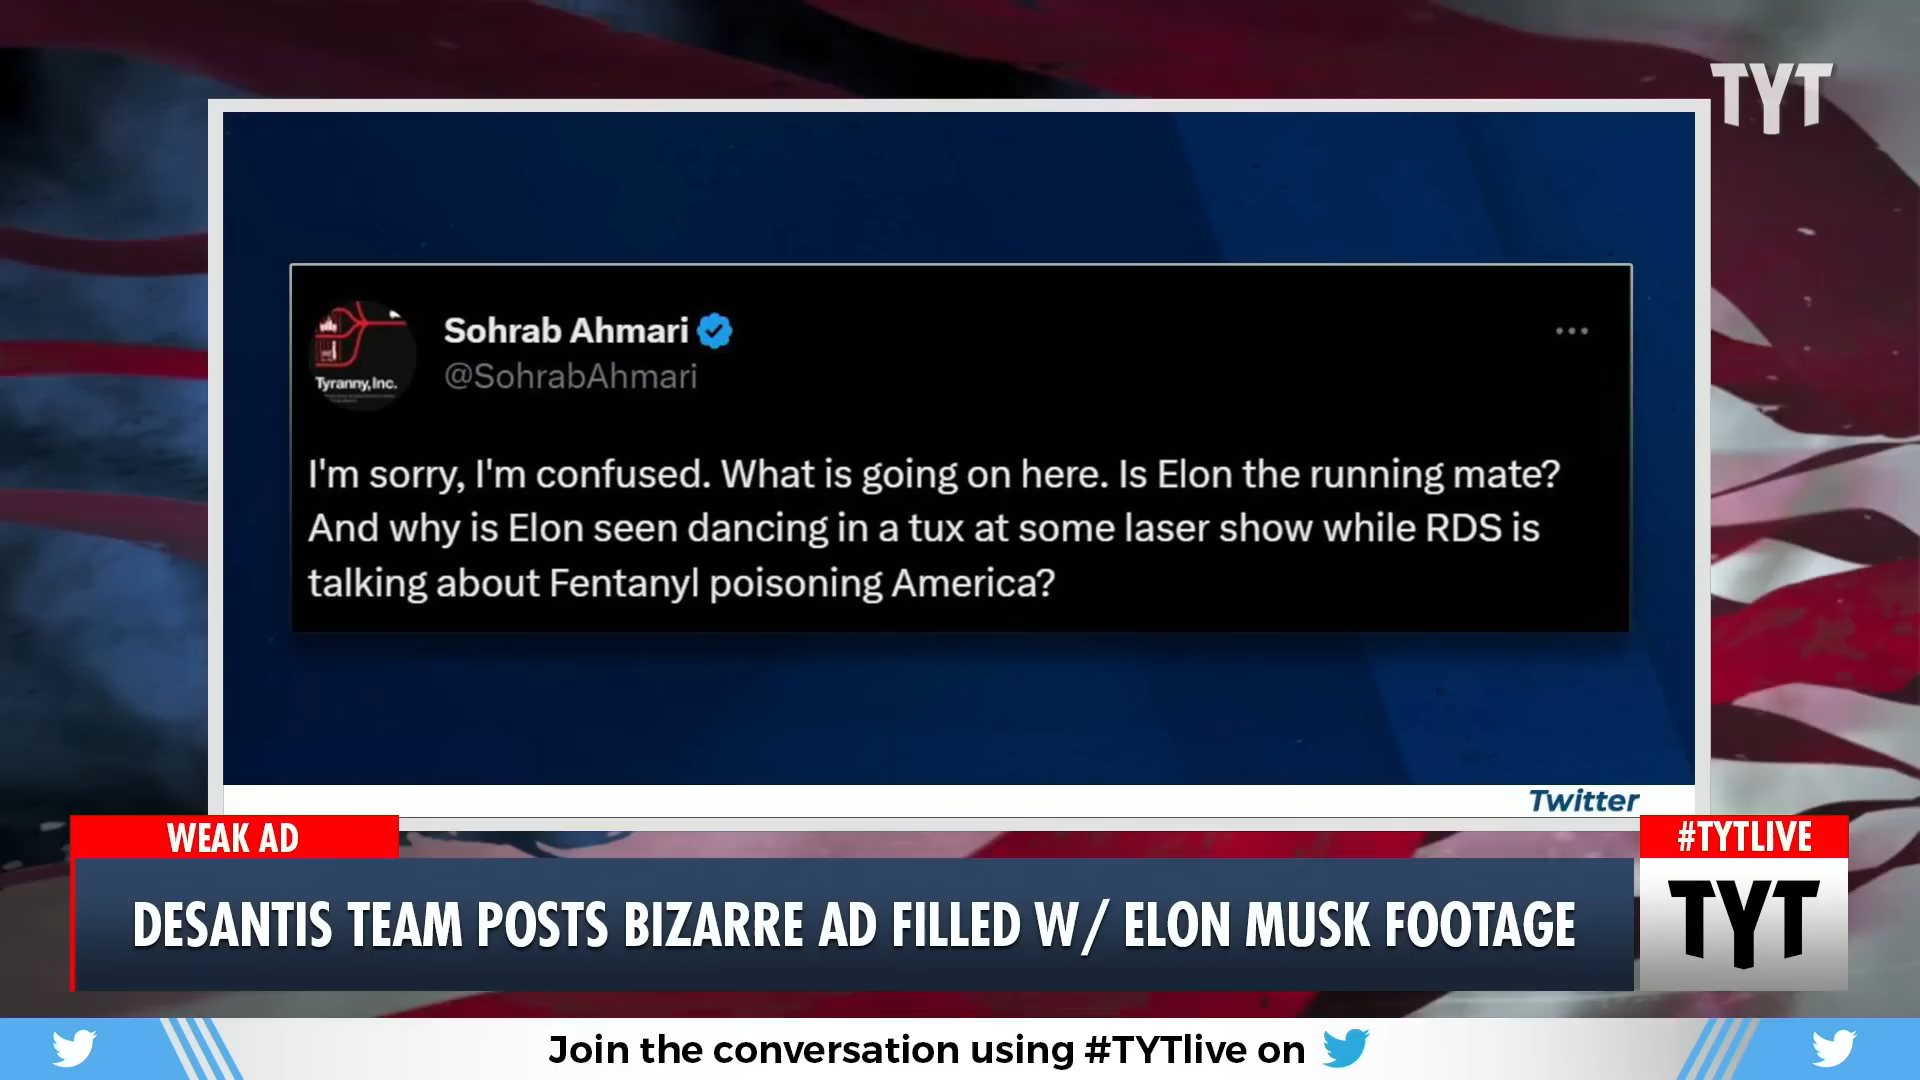 TYT
Sohrab Ahmari
@SohrabAhmari
Tyranny, Inc.
I'm sorry, I'm confused. What is going on here. Is Elon the running mate?
And why is Elon seen dancing in a tux at some laser show while RDS is
talking about Fentanyl poisoning America?
Twitter
WEAK AD
#TYTLIVE
DESANTIS TEAM POSTS BIZARRE AD FILLED W/ ELON MUSK FOOTAGE
TYT
Join the conversation using #TYTlive on